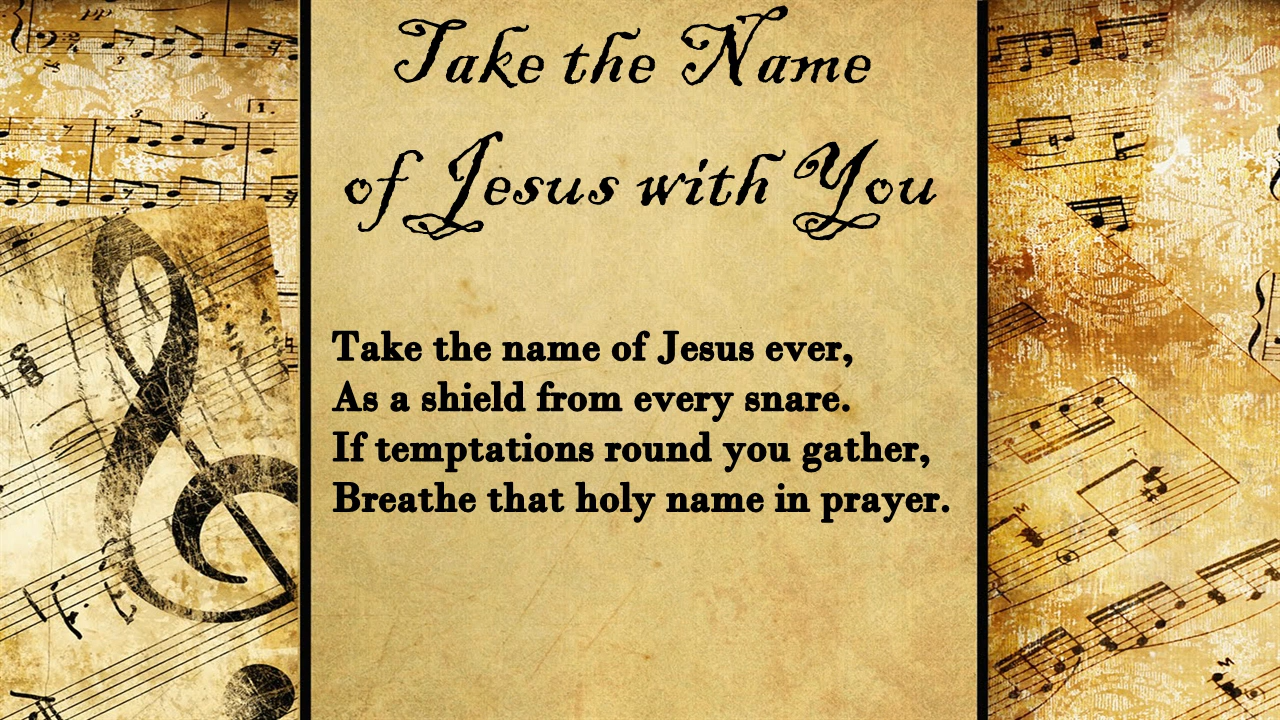 Take the Name
of Jesus with You
Take the name of Jesus ever,
As a shield from every snare.
If temptations round you gather,
Breathe that holy name in prayer.